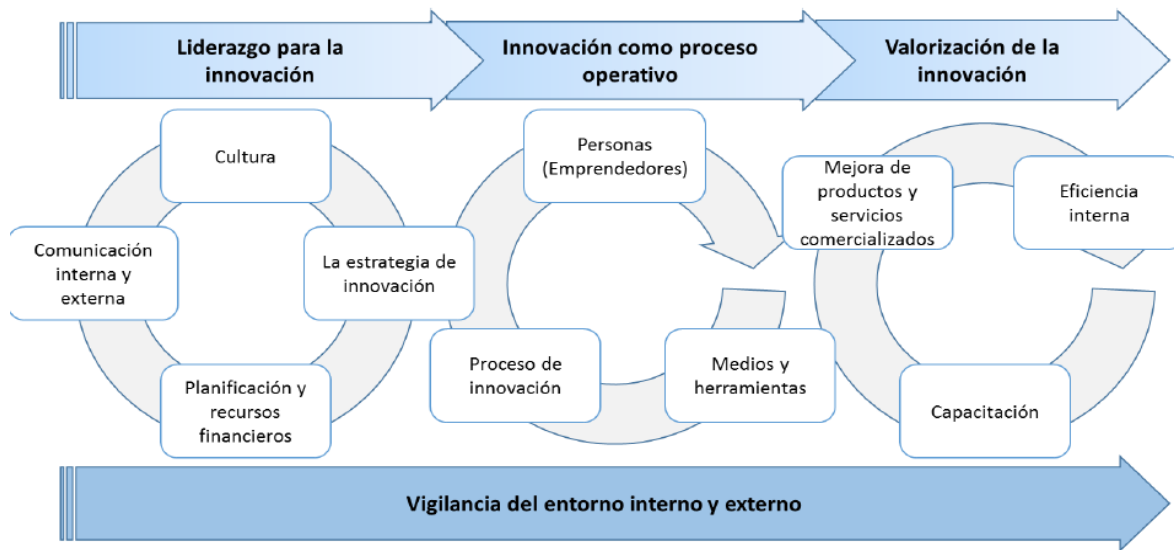 Liderazgo para la
innovación
Innovación como proceso
operativo
Valorización de la
innovación
Cultura
Comunicación
interna y
externa
La estrategia de
innovación
Planificación y
recursos
financieros
Personas
(Emprendedores)
Proceso de
innovación
Medios y
herramientas
Mejora de
productos y
servicios
comercializados
Eficiencia
interna
Capacitación
Vigilancia del entorno interno y externo